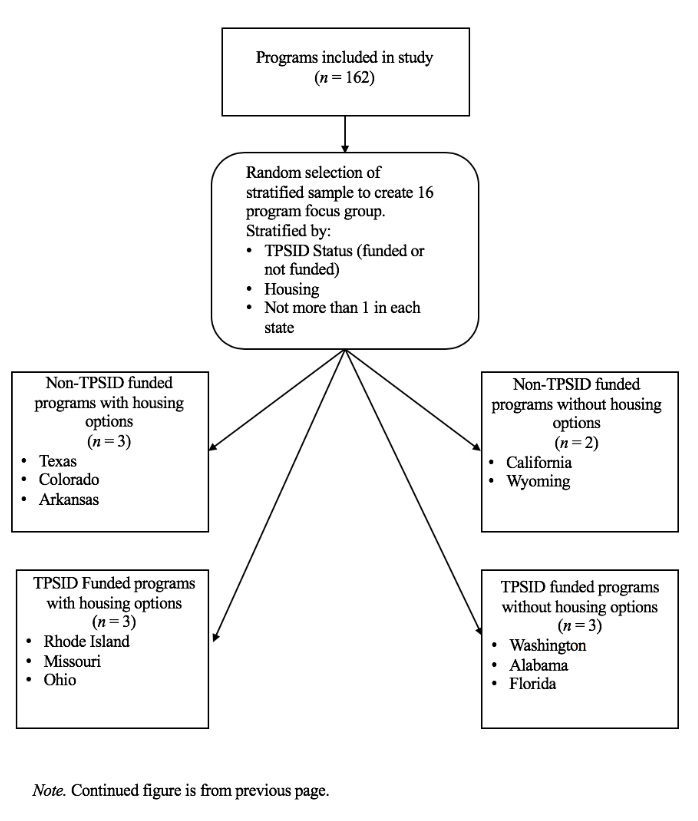 Programs included in study
(n = 162)
Random selection of
stratified sample to create 16
program focus group.
Stratified by:
• TPSID Status (funded or
not funded)
• Housing
• Not more than 1 in each
state
Non-TPSID funded
programs with housing
options
(n = 3)
• Texas
• Colorado
• Arkansas
Non-TPSID funded
programs without housing
options
(n = 2)
• California
• Wyoming
TPSID Funded programs
with housing options
(n = 3)
• Rhode Island
• Missouri
• Ohio
TPSID funded programs
without housing options
(n = 3)
• Washington
• Alabama
• Florida
Note. Continued figure is from previous page.